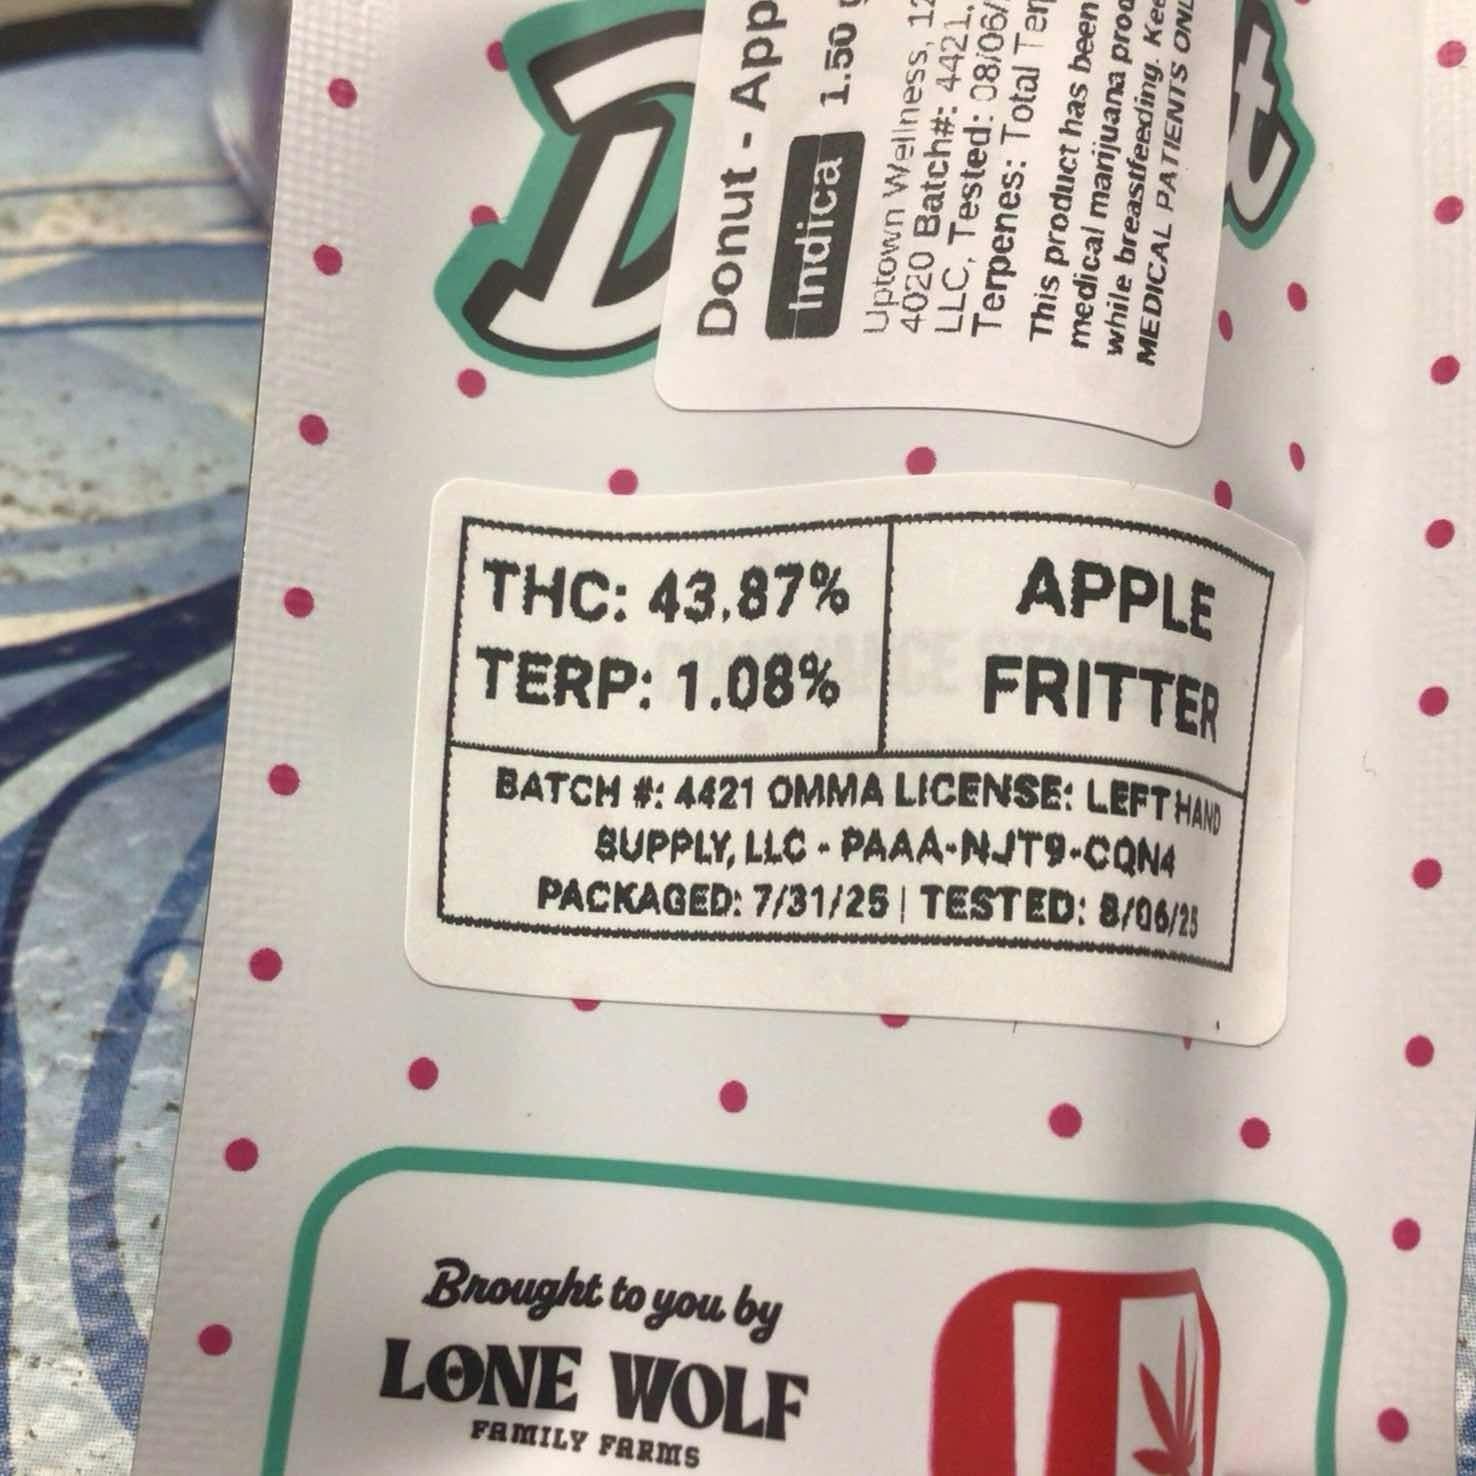 Donut - App
Indica 1.50
Uptown Wellness, 12
4020 Batch#: 4421,
LLC, Tested: 08/06/
Terpenes: Total Ter
This product has been
medical marijuana prod
while breastfeeding. Kee
MEDICAL PATIENTS ONL
THC: 43.87%
TERP: 1.08%
APPLE
FRITTER
BATCH #: 4421 OMMA LICENSE: LEFT HAND
SUPPLY, LLC - PAAA-NJT9-CQN4
PACKAGED: 7/31/25 | TESTED: 8/06/25
Brought to you by
LONE WOLF
FAMILY FARMS